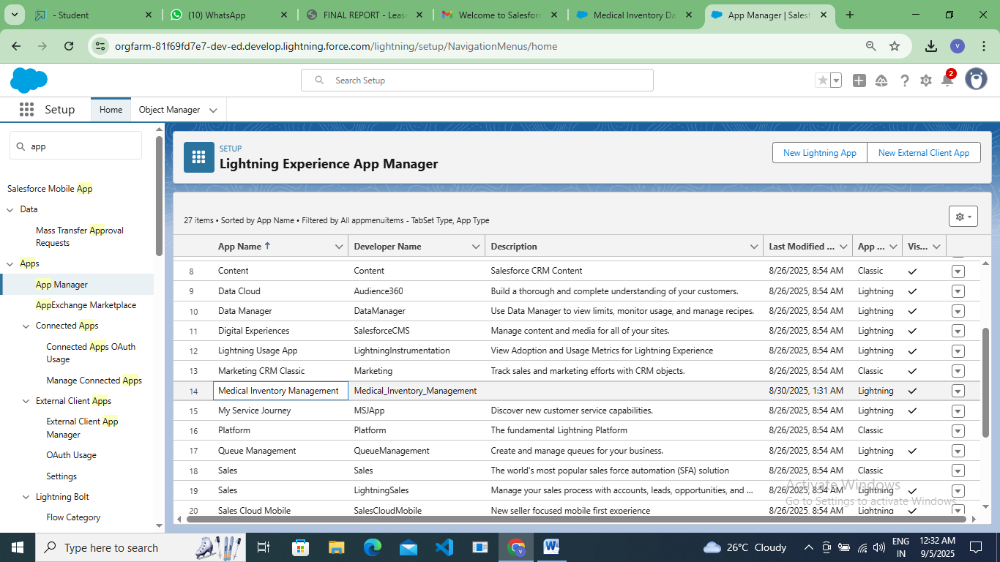 - Student
(10) WhatsApp
FINAL REPORT - Leas
Welcome to Salesforc
Medical Inventory Da
App Manager | Salesf
orgfarm-81f69fd7e7-dev-ed.develop.lightning.force.com/lightning/setup/NavigationMenus/home
V
Search Setup
2
Setup
Home
Object Manager
app
Salesforce Mobile App
Data
Mass Transfer Approval
Requests
Apps
App Manager
AppExchange Marketplace
Connected Apps
Connected Apps OAuth
Usage
Manage Connected Apps
External Client Apps
External Client App
Manager
OAuth Usage
Settings
Lightning Bolt
Flow Category
SETUP
Lightning Experience App Manager
New Lightning App
New External Client App
27 items • Sorted by App Name • Filtered by All appmenuitems - TabSet Type, App Type
App Name Developer Name Description Last Modified ... App ... Vis...
8 Content Content Salesforce CRM Content 8/26/2025, 8:54 AM Classic
9 Data Cloud Audience360 Build a thorough and complete understanding of your customers. 8/26/2025, 8:54 AM Lightning
10 Data Manager DataManager Use Data Manager to view limits, monitor usage, and manage recipes. 8/26/2025, 8:54 AM Lightning
11 Digital Experiences SalesforceCMS Manage content and media for all of your sites. 8/26/2025, 8:54 AM Lightning
12 Lightning Usage App LightningInstrumentation View Adoption and Usage Metrics for Lightning Experience 8/26/2025, 8:54 AM Lightning
13 Marketing CRM Classic Marketing Track sales and marketing efforts with CRM objects. 8/26/2025, 8:54 AM Classic
14 Medical Inventory Management Medical_Inventory_Management 8/30/2025, 1:31 AM Lightning
15 My Service Journey MSJApp Discover new customer service capabilities. 8/26/2025, 8:54 AM Lightning
16 Platform Platform The fundamental Lightning Platform 8/26/2025, 8:54 AM Classic
17 Queue Management QueueManagement Create and manage queues for your business. 8/26/2025, 8:54 AM Lightning
18 Sales Sales The world's most popular sales force automation (SFA) solution 8/26/2025, 8:54 AM Classic
19 Sales LightningSales Manage your sales process with accounts, leads, opportunities, and ... 8/26/2025, 8:54 AM Lightning
20 Sales Cloud Mobile SalesCloudMobile New seller focused mobile first experience 8/26/2025, 8:54 AM Lightning
Activate Windows
Go to Settings to activate Windows.
Type here to search
26°C Cloudy
ENG
IN
12:32 AM
9/5/2025